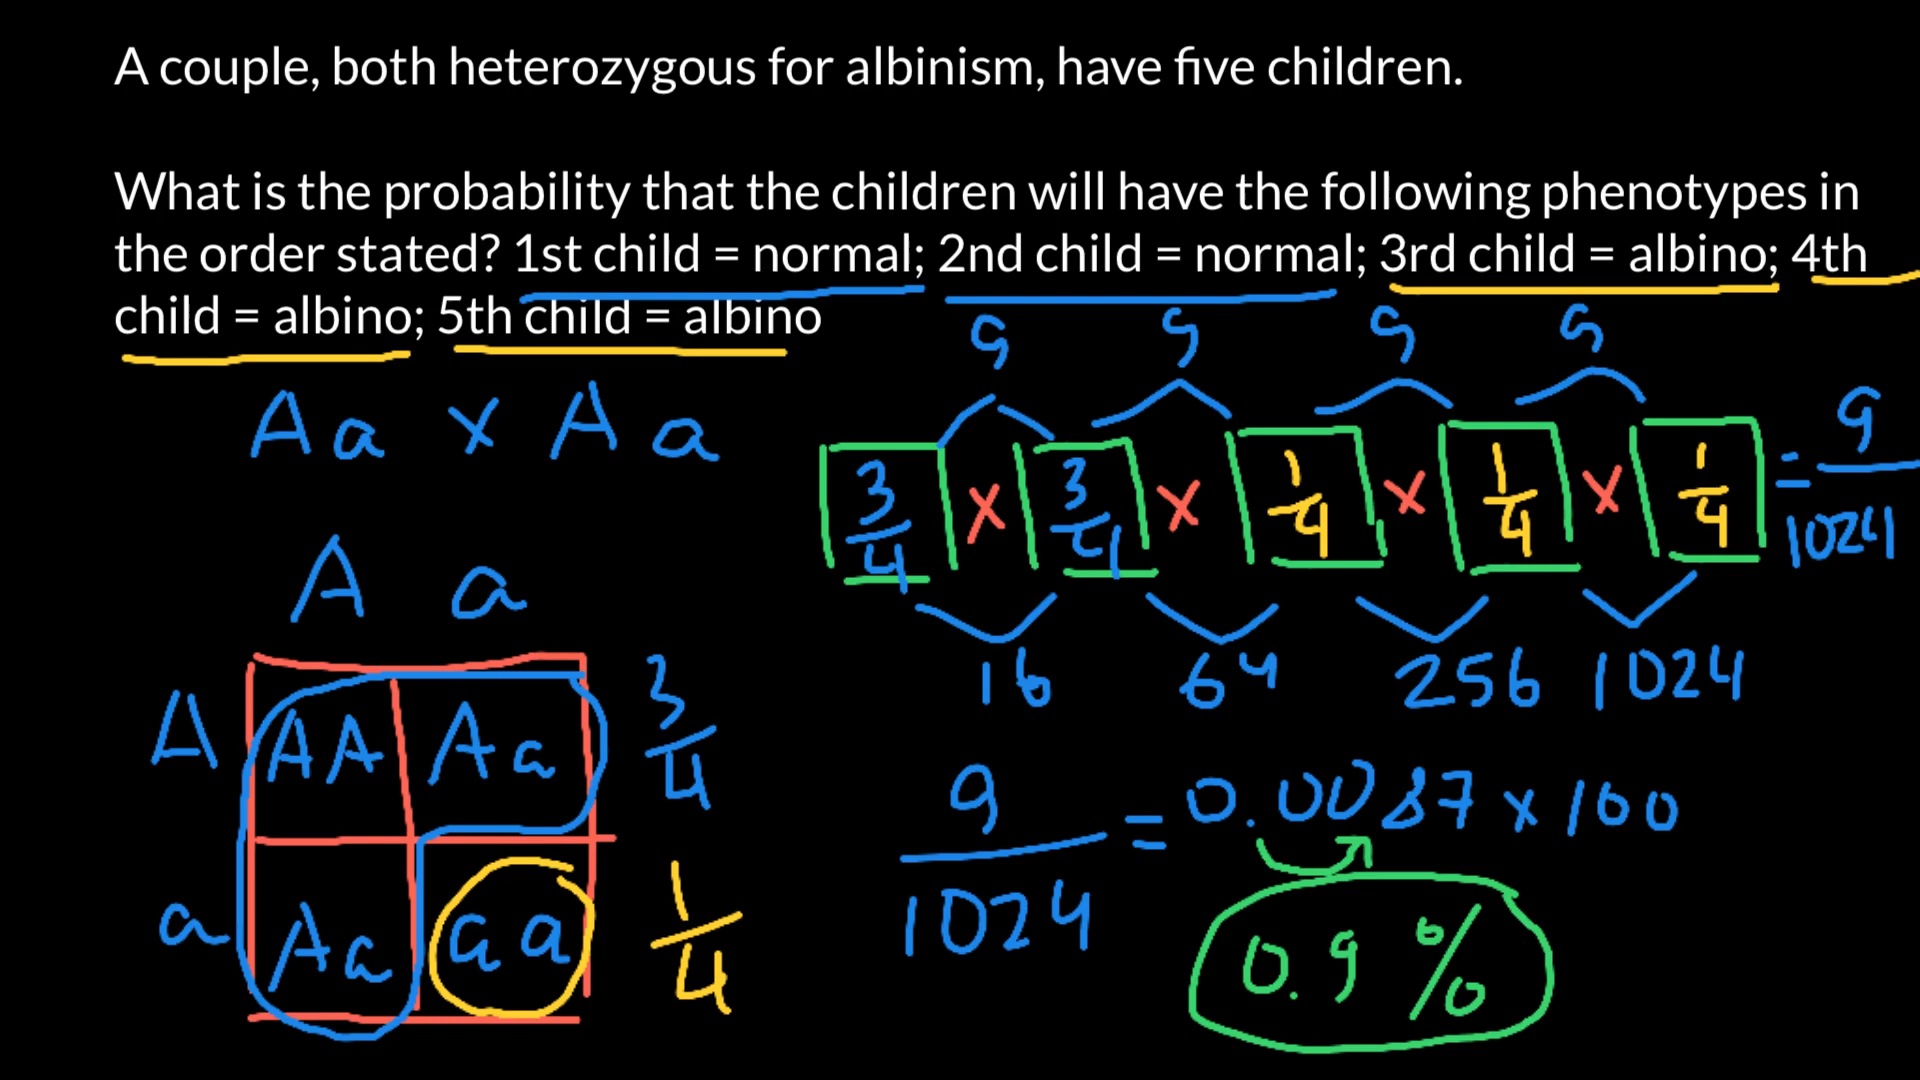 A couple, both heterozygous for albinism, have five children.
What is the probability that the children will have the following phenotypes in
the order stated? 1st child = normal; 2nd child = normal; 3rd child = albino; 4th
child = albino; 5th child = albino
9 9 9 9
Aa x Aa
3/4 x 3/4 x 1/4 x 1/4 x 1/4 = 9/1024
16 64 256 1024
A a
A AA Aa 3/4
a Aa aa 1/4
9/1024 = 0.0087 x 100
0.9%